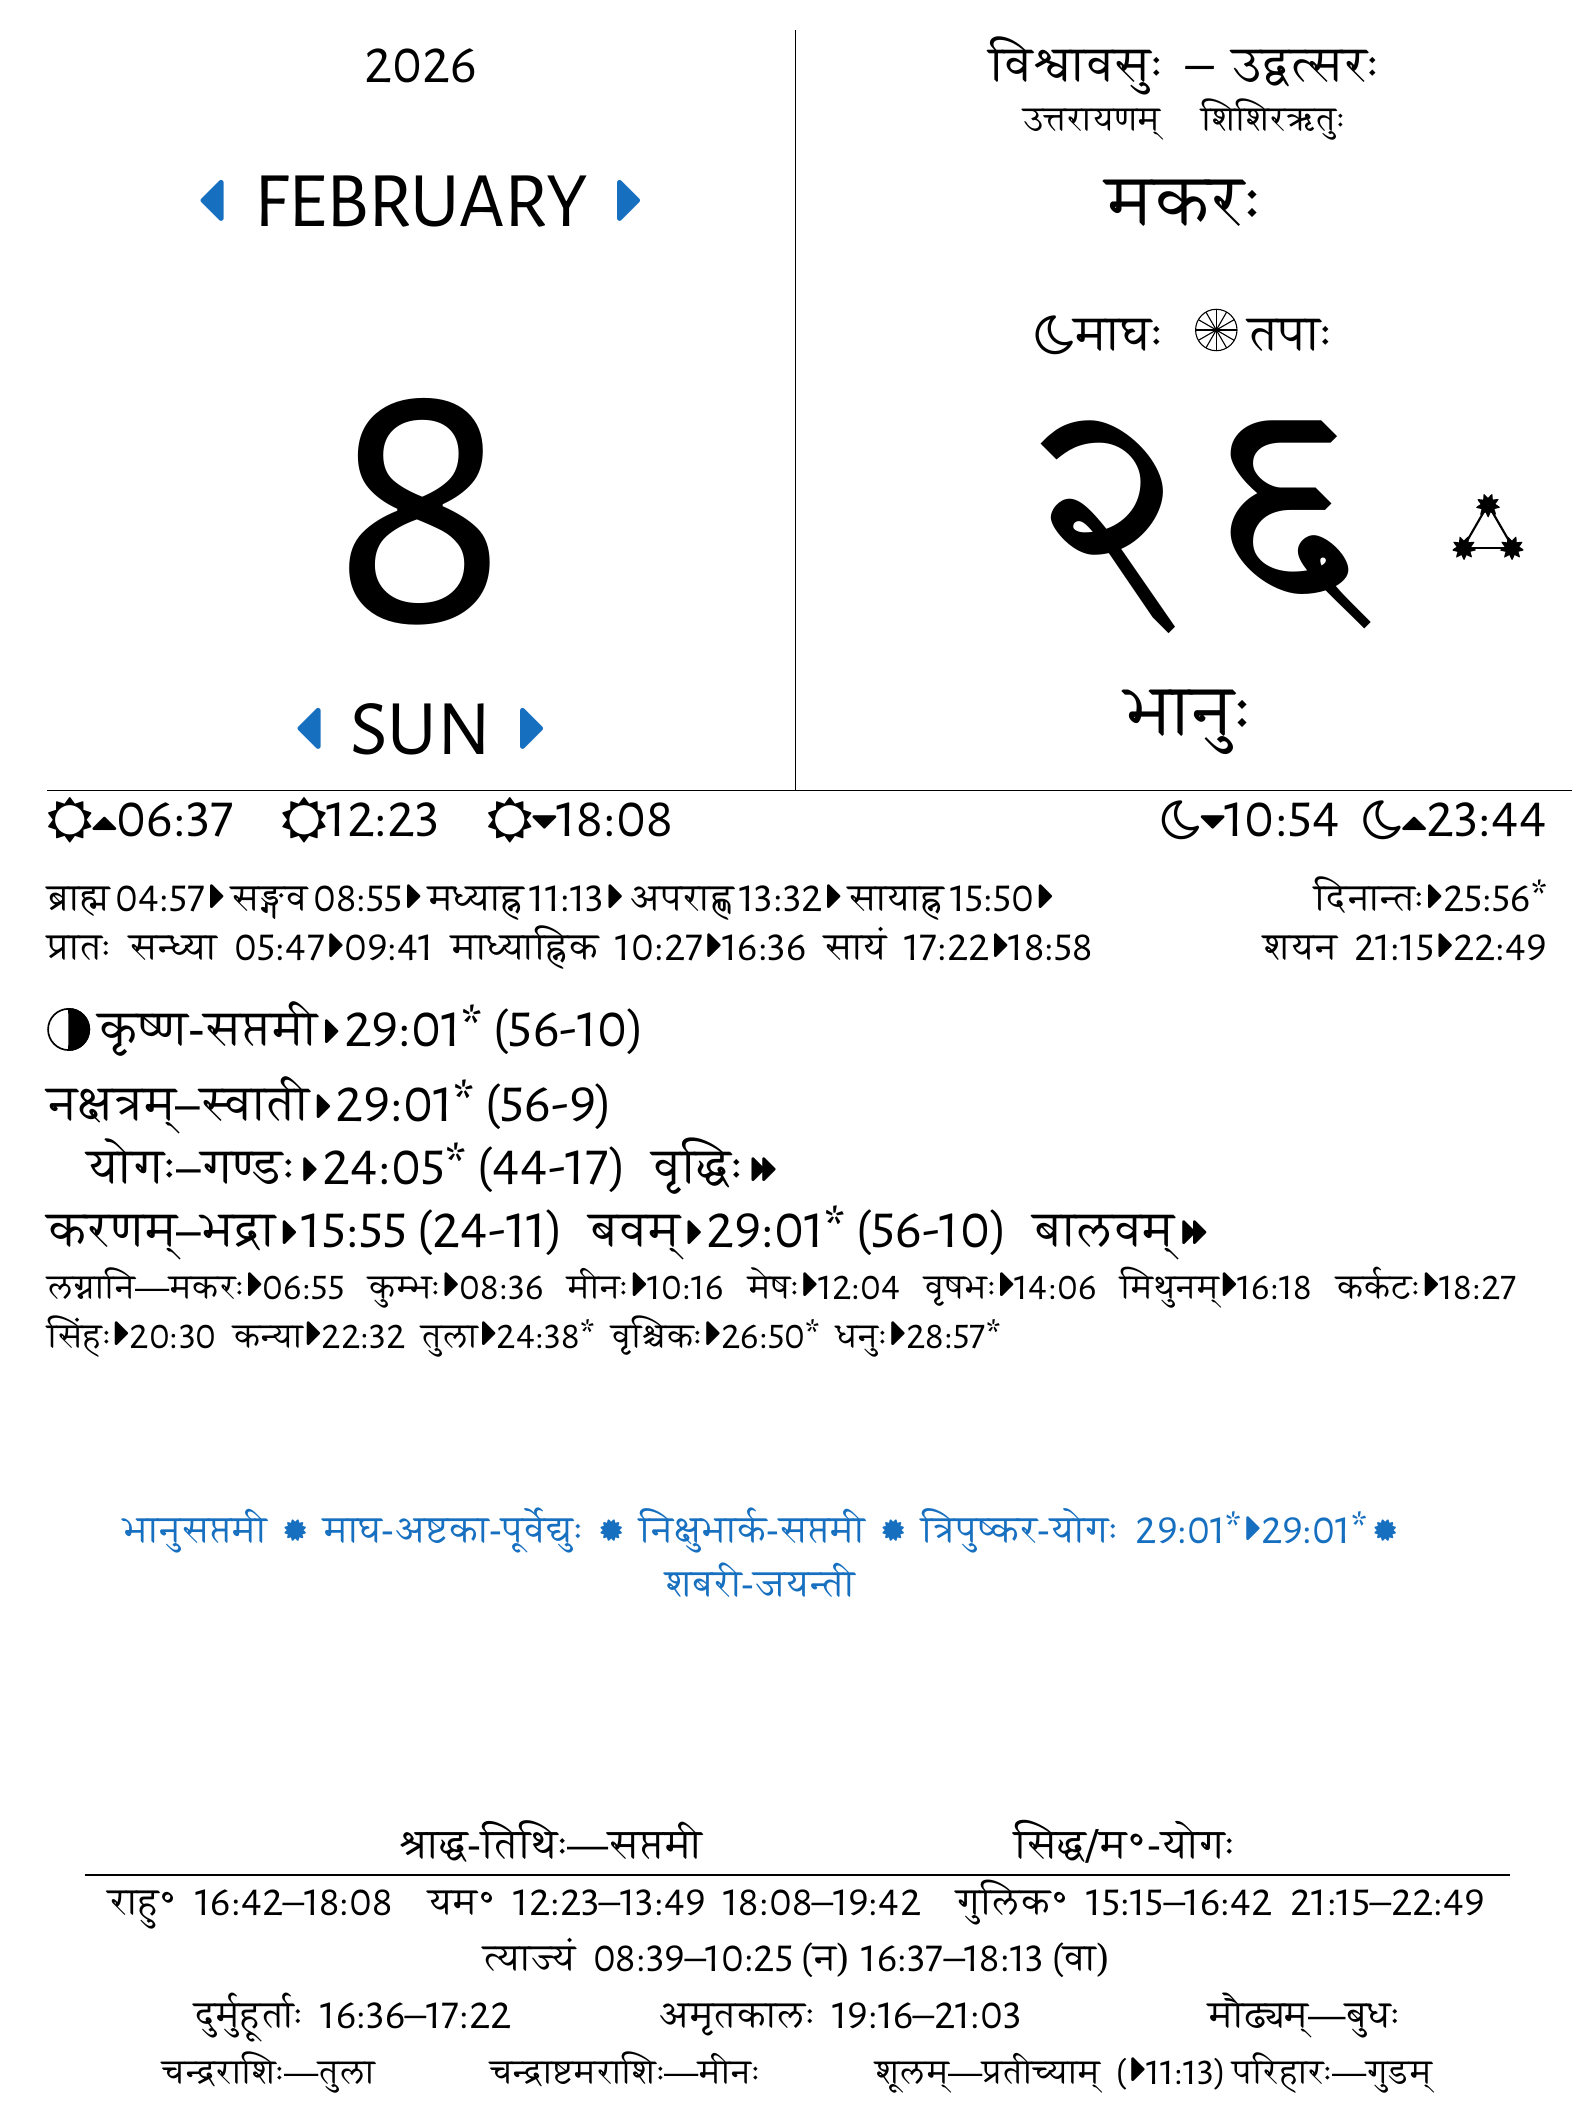 2026
FEBRUARY
8
SUN
विश्वावसुः – उद्वत्सरः
उत्तरायणम् शिशिरऋतुः
मकरः
माघः तपाः
२६
भानुः
06:37 12:23 18:08 10:54 23:44
ब्राह्म 04:57 सङ्गव 08:55 मध्याह्न 11:13 अपराह्ण 13:32 सायाह्न 15:50 दिनान्तः 25:56*
प्रातः सन्ध्या 05:47 09:41 माध्याह्निक 10:27 16:36 सायं 17:22 18:58 शयन 21:15 22:49
कृष्ण-सप्तमी 29:01* (56-10)
नक्षत्रम्–स्वाती 29:01* (56-9)
योगः–गण्डः 24:05* (44-17) वृद्धिः
करणम्–भद्रा 15:55 (24-11) बवम् 29:01* (56-10) बालवम्
लग्नानि—मकरः 06:55 कुम्भः 08:36 मीनः 10:16 मेषः 12:04 वृषभः 14:06 मिथुनम् 16:18 कर्कटः 18:27
सिंहः 20:30 कन्या 22:32 तुला 24:38* वृश्चिकः 26:50* धनुः 28:57*
भानुसप्तमी माघ-अष्टका-पूर्वेद्युः निक्षुभार्क-सप्तमी त्रिपुष्कर-योगः 29:01* 29:01*
शबरी-जयन्ती
श्राद्ध-तिथिः—सप्तमी सिद्ध/म॰-योगः
राहु॰ 16:42–18:08 यम॰ 12:23–13:49 18:08–19:42 गुलिक॰ 15:15–16:42 21:15–22:49
त्याज्यं 08:39–10:25 (न) 16:37–18:13 (वा)
दुर्मुहूर्ताः 16:36–17:22 अमृतकालः 19:16–21:03 मौढ्यम्—बुधः
चन्द्रराशिः—तुला चन्द्राष्टमराशिः—मीनः शूलम्—प्रतीच्याम् ( 11:13) परिहारः—गुडम्